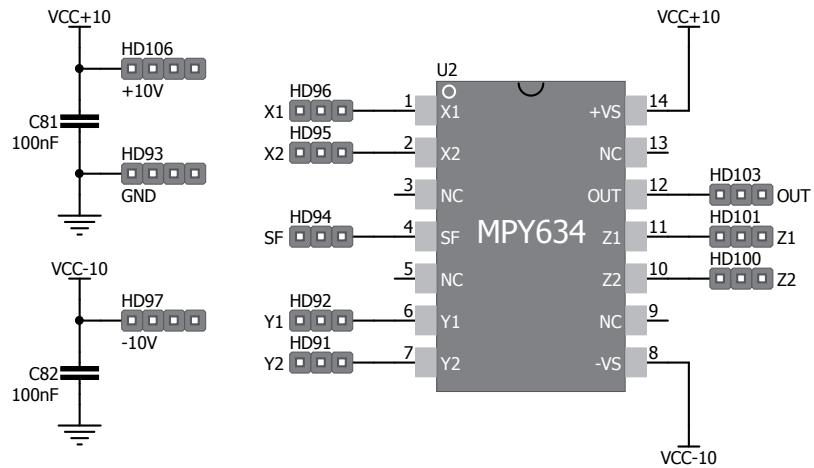 VCC+10
HD106
+10V
C81
100nF
HD93
GND
VCC-10
HD97
-10V
C82
100nF
U2
MPY634
X1 HD96 1 X1
X2 HD95 2 X2
3 NC
SF HD94 4 SF
5 NC
Y1 HD92 6 Y1
Y2 HD91 7 Y2
VCC+10
+VS 14
NC 13
OUT 12 HD103 OUT
Z1 11 HD101 Z1
Z2 10 HD100 Z2
NC 9
-VS 8
VCC-10